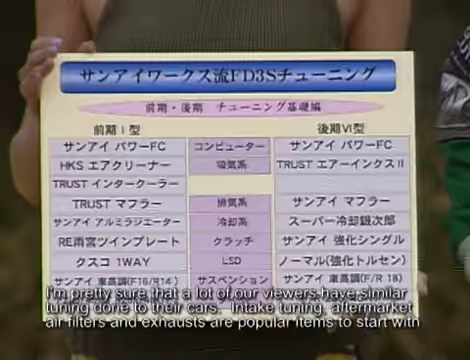 サンアイワークス流FD3Sチューニング
前期・後期 チューニング基礎編
前期Ⅰ型 後期Ⅵ型
サンアイ パワーFC コンピューター サンアイ パワーFC
HKS エアクリーナー 吸気系 TRUST エアーインクスⅡ
TRUST インタークーラー
TRUST マフラー 排気系 サンアイ マフラー
サンアイ アルミラジエーター 冷却系 スーパー冷却銀次郎
RE雨宮ツインプレート クラッチ サンアイ 強化シングル
クスコ 1WAY LSD ノーマル(強化トルセン)
サンアイ 車高調(F16/R14) サスペンション サンアイ 車高調(F/R 18)
I'm pretty sure that a lot of our viewers have similar
tuning done to their cars. Intake tuning, aftermarket
air filters and exhausts are popular items to start with